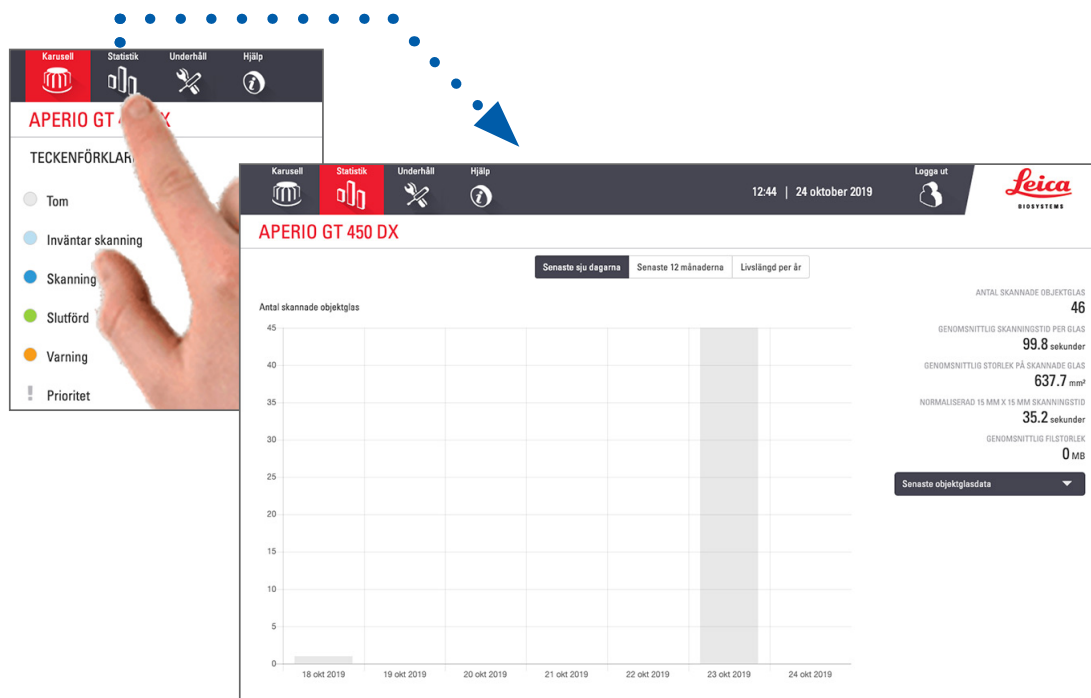 Karusell Statistik Underhåll Hjälp
APERIO GT 4 X
TECKENFÖRKLAR
Tom
Inväntar skanning
Skanning
Slutförd
Varning
! Prioritet
Karusell Statistik Underhåll Hjälp
12:44 | 24 oktober 2019
Logga ut
Leica
BIOSYSTEMS
APERIO GT 450 DX
Senaste sju dagarna Senaste 12 månaderna Livslängd per år
Antal skannade objektglas
45
40
35
30
25
20
15
10
5
0
18 okt 2019 19 okt 2019 20 okt 2019 21 okt 2019 22 okt 2019 23 okt 2019 24 okt 2019
ANTAL SKANNADE OBJEKTGLAS
46
GENOMSNITTLIG SKANNINGSTID PER GLAS
99.8 sekunder
GENOMSNITTLIG STORLEK PÅ SKANNADE GLAS
637.7 mm²
NORMALISERAD 15 MM X 15 MM SKANNINGSTID
35.2 sekunder
GENOMSNITTLIG FILSTORLEK
0 MB
Senaste objektglasdata